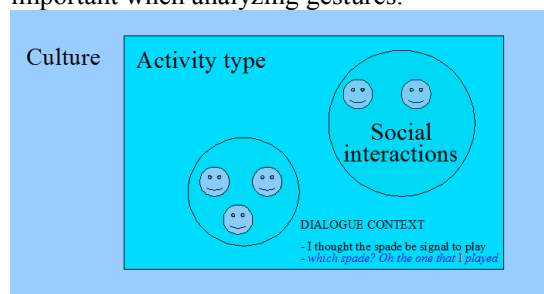 important when analyzing gestures.
Culture
Activity type
Social
interactions
DIALOGUE CONTEXT
- I thought the spade be signal to play
- which spade? Oh the one that I played